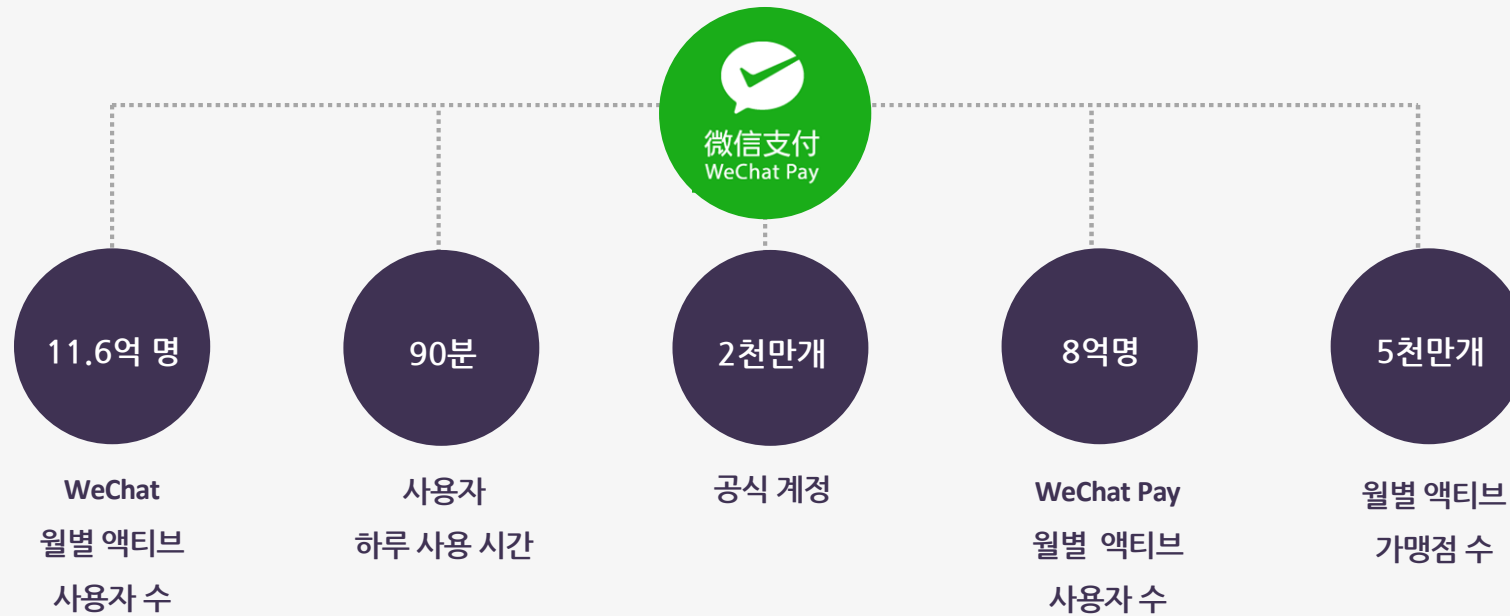 微信支付
WeChat Pay
11.6억 명
90분
2천만개
8억명
5천만개
WeChat
월별 액티브
사용자 수
사용자
하루 사용 시간
공식 계정
WeChat Pay
월별 액티브
사용자 수
월별 액티브
가맹점 수